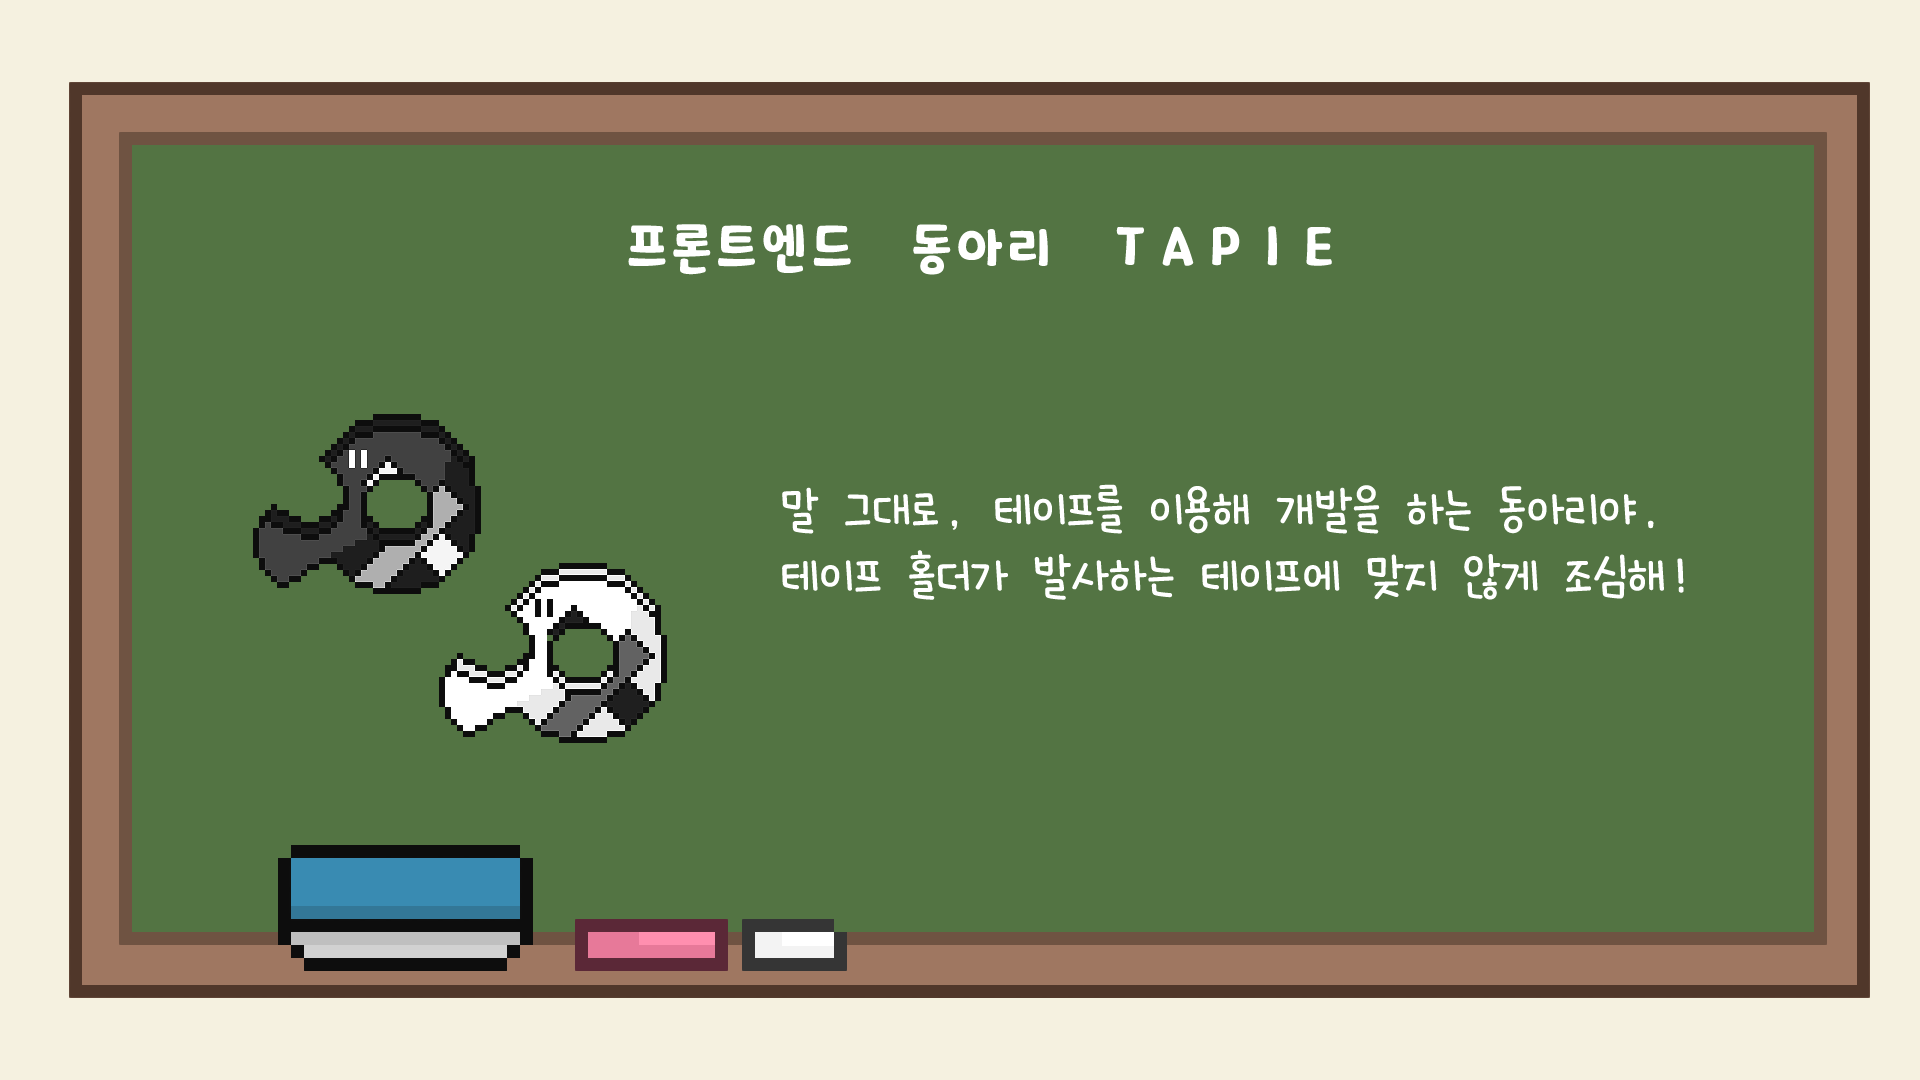 프론트엔드 동아리 TAPIE
말 그대로, 테이프를 이용해 개발을 하는 동아리야.
테이프 홀더가 발사하는 테이프에 맞지 않게 조심해!